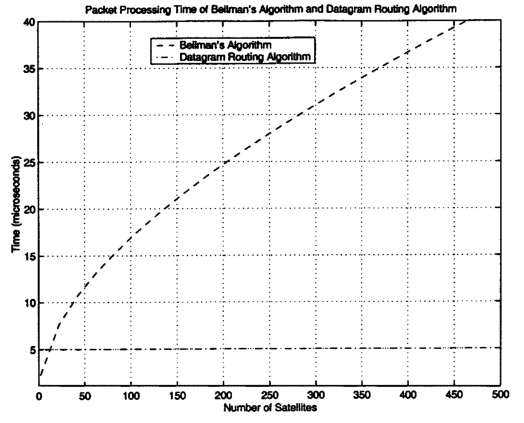 Packet Processing Time of Bellman's Algorithm and Datagram Routing Algorithm
40
35
30
25
20
15
10
5
Time (microseconds)
Bellman's Algorithm
Datagram Routing Algorithm
0 50 100 150 200 250 300 350 400 450 500
Number of Satellites